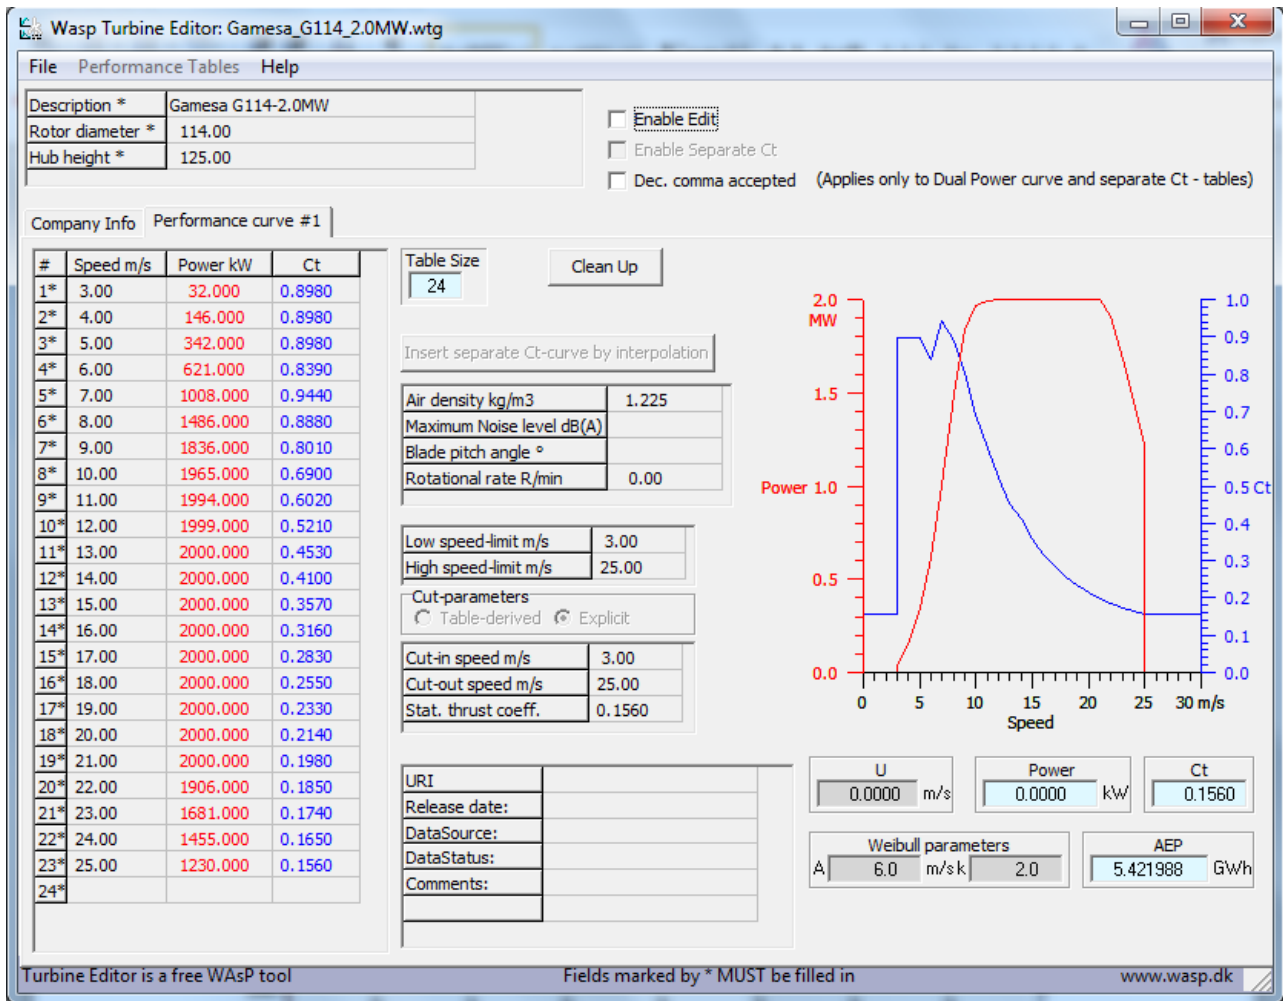 Wasp Turbine Editor: Gamesa_G114_2.0MW.wtg
File Performance Tables Help
Description * Gamesa G114-2.0MW
Rotor diameter * 114.00
Hub height * 125.00
Enable Edit
Enable Separate Ct
Dec. comma accepted (Applies only to Dual Power curve and separate Ct - tables)
Company Info Performance curve #1
# Speed m/s Power kW Ct
1* 3.00 32.000 0.8980
2* 4.00 146.000 0.8980
3* 5.00 342.000 0.8980
4* 6.00 621.000 0.8390
5* 7.00 1008.000 0.9440
6* 8.00 1486.000 0.8880
7* 9.00 1836.000 0.8010
8* 10.00 1965.000 0.6900
9* 11.00 1994.000 0.6020
10* 12.00 1999.000 0.5210
11* 13.00 2000.000 0.4530
12* 14.00 2000.000 0.4100
13* 15.00 2000.000 0.3570
14* 16.00 2000.000 0.3160
15* 17.00 2000.000 0.2830
16* 18.00 2000.000 0.2550
17* 19.00 2000.000 0.2330
18* 20.00 2000.000 0.2140
19* 21.00 2000.000 0.1980
20* 22.00 1906.000 0.1850
21* 23.00 1681.000 0.1740
22* 24.00 1455.000 0.1650
23* 25.00 1230.000 0.1560
24*
Table Size
24
Clean Up
Insert separate Ct-curve by interpolation
Air density kg/m3 1.225
Maximum Noise level dB(A)
Blade pitch angle °
Rotational rate R/min 0.00
Low speed-limit m/s 3.00
High speed-limit m/s 25.00
Cut-parameters
Table-derived Explicit
Cut-in speed m/s 3.00
Cut-out speed m/s 25.00
Stat. thrust coeff. 0.1560
URI
Release date:
DataSource:
DataStatus:
Comments:
2.0
MW
1.5
Power 1.0
0.5
0.0
1.0
0.9
0.8
0.7
0.6
0.5 Ct
0.4
0.3
0.2
0.1
0.0
0 5 10 15 20 25 30 m/s
Speed
U Power Ct
0.0000 m/s 0.0000 kW 0.1560
Weibull parameters AEP
A 6.0 m/s k 2.0 5.421988 GWh
Turbine Editor is a free WAsP tool Fields marked by * MUST be filled in www.wasp.dk